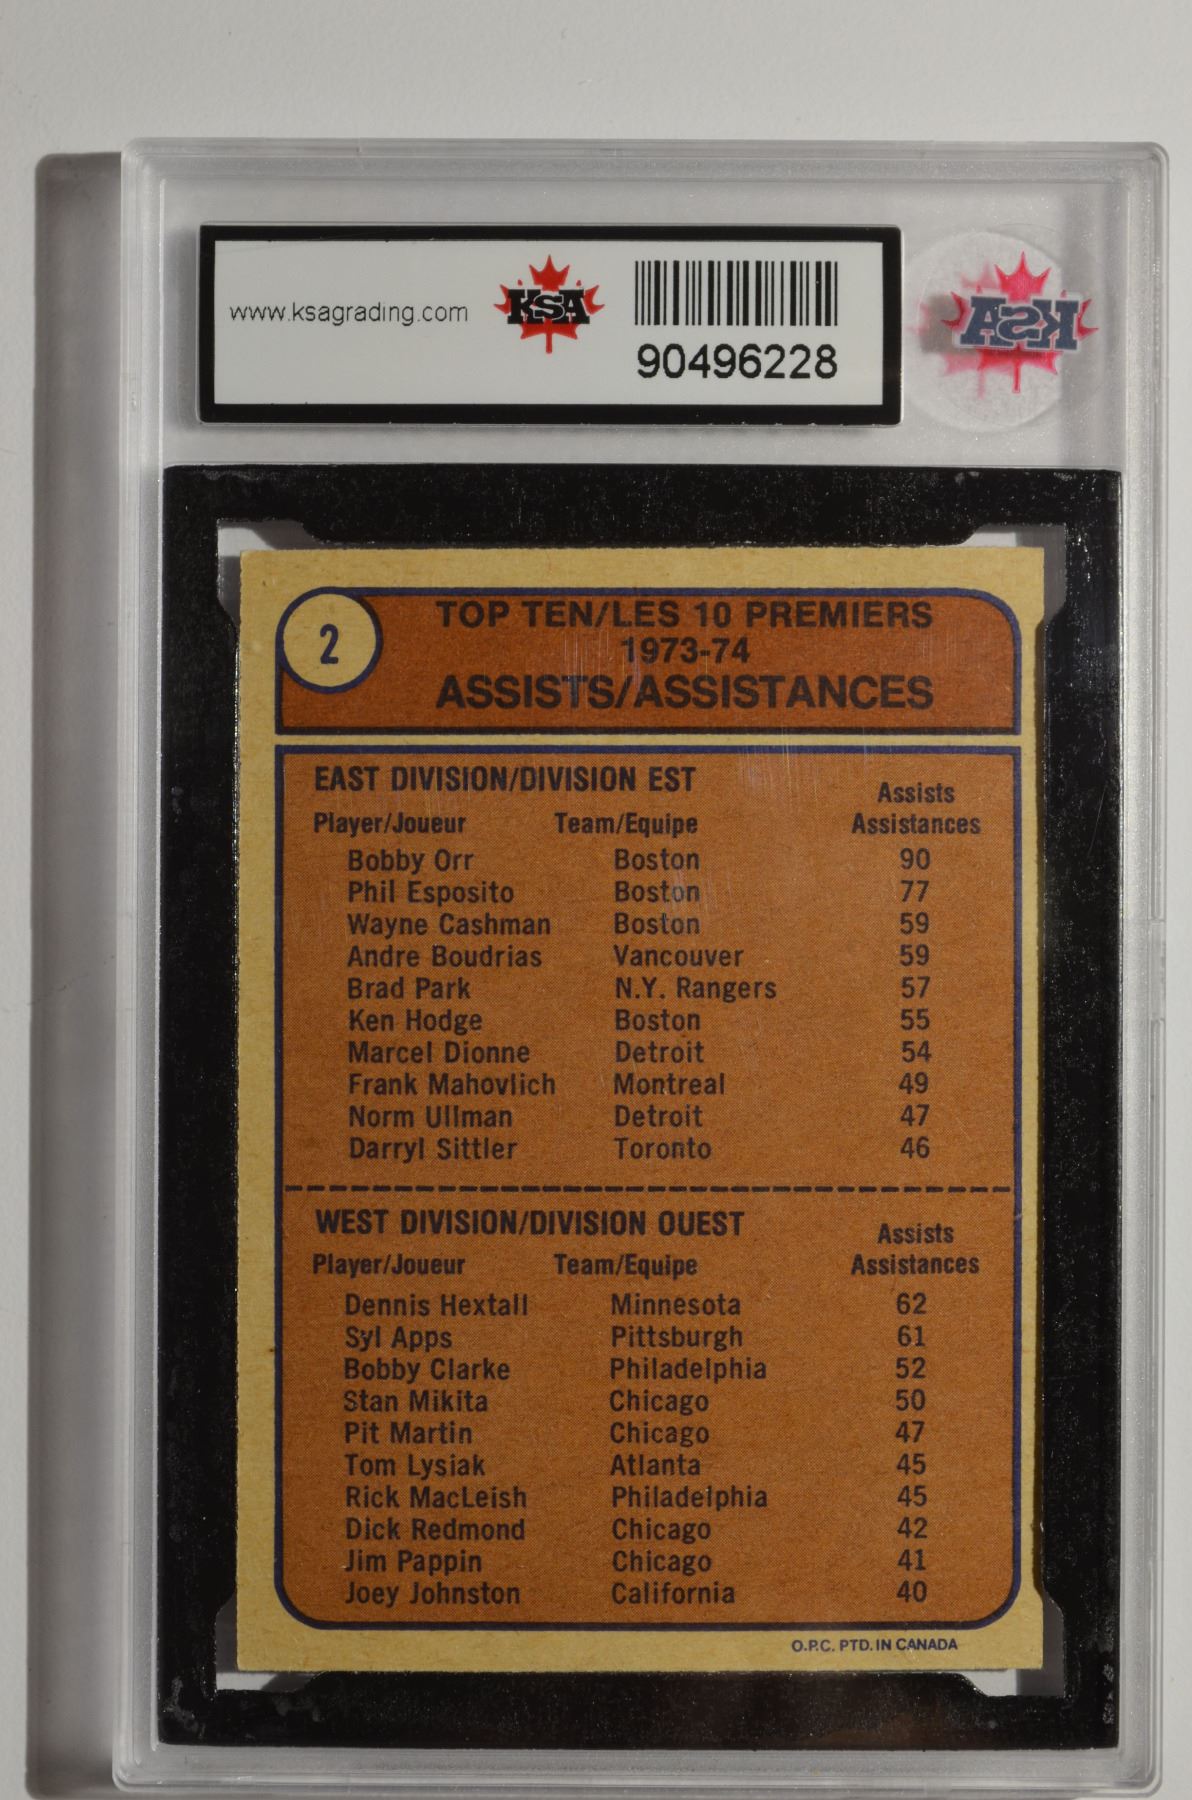 www.ksagrading.com
KSA
90496228
KSA
2
TOP TEN/LES 10 PREMIERS
1973-74
ASSISTS/ASSISTANCES
EAST DIVISION/DIVISION EST
Assists
Player/Joueur Team/Equipe Assistances
Bobby Orr Boston 90
Phil Esposito Boston 77
Wayne Cashman Boston 59
Andre Boudrias Vancouver 59
Brad Park N.Y. Rangers 57
Ken Hodge Boston 55
Marcel Dionne Detroit 54
Frank Mahovlich Montreal 49
Norm Ullman Detroit 47
Darryl Sittler Toronto 46
WEST DIVISION/DIVISION OUEST
Assists
Player/Joueur Team/Equipe Assistances
Dennis Hextall Minnesota 62
Syl Apps Pittsburgh 61
Bobby Clarke Philadelphia 52
Stan Mikita Chicago 50
Pit Martin Chicago 47
Tom Lysiak Atlanta 45
Rick MacLeish Philadelphia 45
Dick Redmond Chicago 42
Jim Pappin Chicago 41
Joey Johnston California 40
O.P.C. PTD. IN CANADA